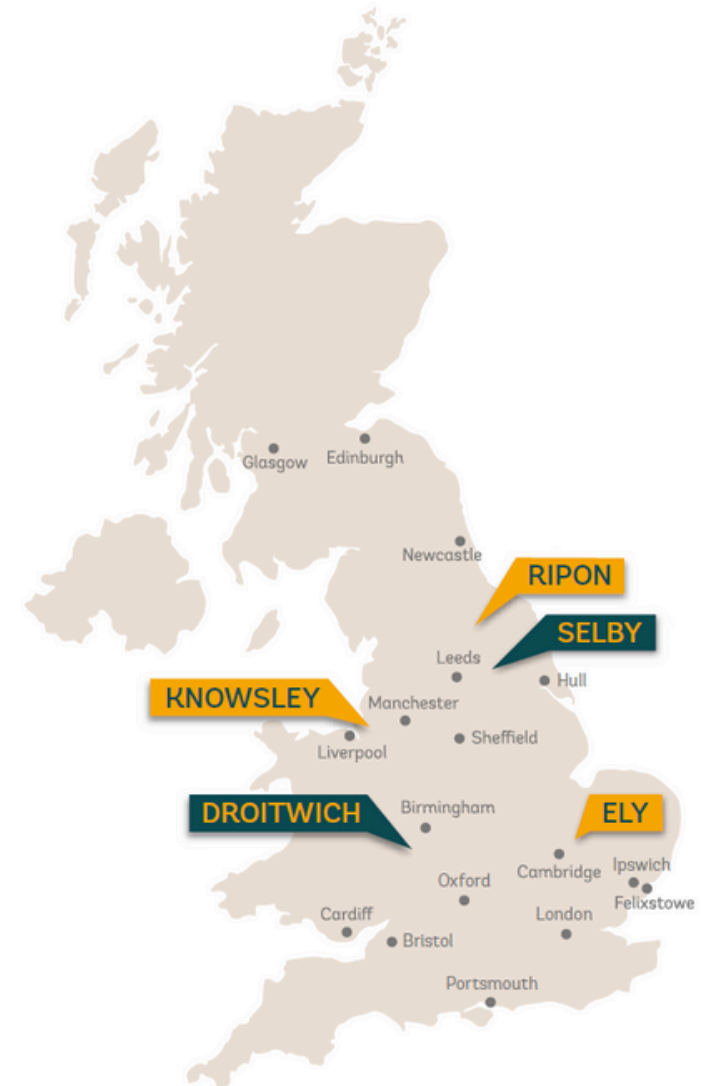 Glasgow
Edinburgh
Newcastle
RIPON
SELBY
Leeds
Hull
KNOWSLEY
Manchester
Sheffield
Liverpool
DROITWICH
Birmingham
ELY
Cambridge
Ipswich
Oxford
Felixstowe
Cardiff
London
Bristol
Portsmouth